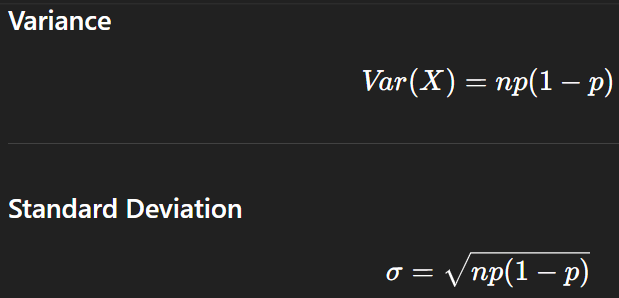 Variance
Var(X) = np(1 − p)
Standard Deviation
σ = √np(1 − p)